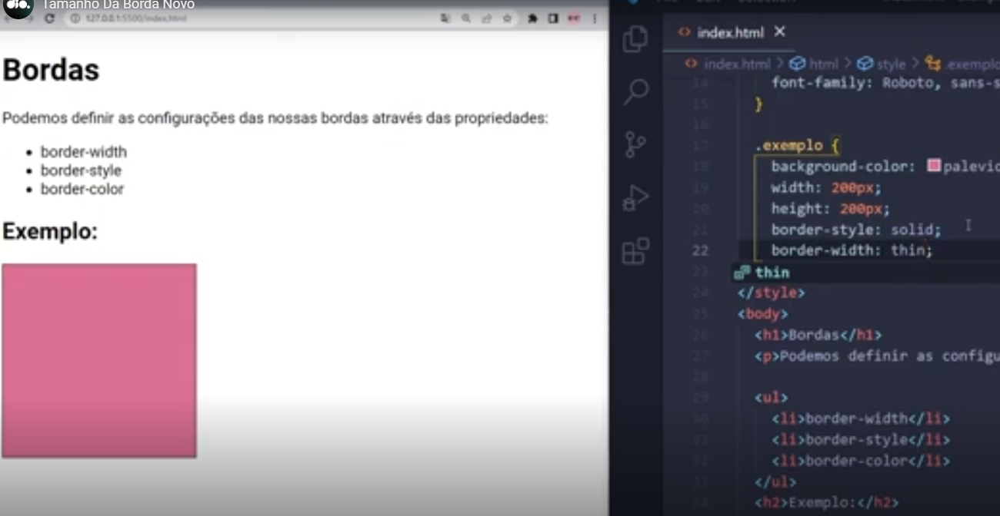 dio.
Tamanho Da Borda Novo
127.0.0.1:5500/index.html
Bordas
Podemos definir as configurações das nossas bordas através das propriedades:
border-width
border-style
border-color
Exemplo:
index.html
index.html > html > style > .exemplo
14 font-family: Roboto, sans-s
15 }
16
17 .exemplo {
18 background-color: palevio
19 width: 200px;
20 height: 200px;
21 border-style: solid;
22 border-width: thin;
23 thin
24 </style>
25 <body>
26 <h1>Bordas</h1>
27 <p>Podemos definir as configu
28
29 <ul>
30 <li>border-width</li>
31 <li>border-style</li>
32 <li>border-color</li>
33 </ul>
34 <h2>Exemplo:</h2>